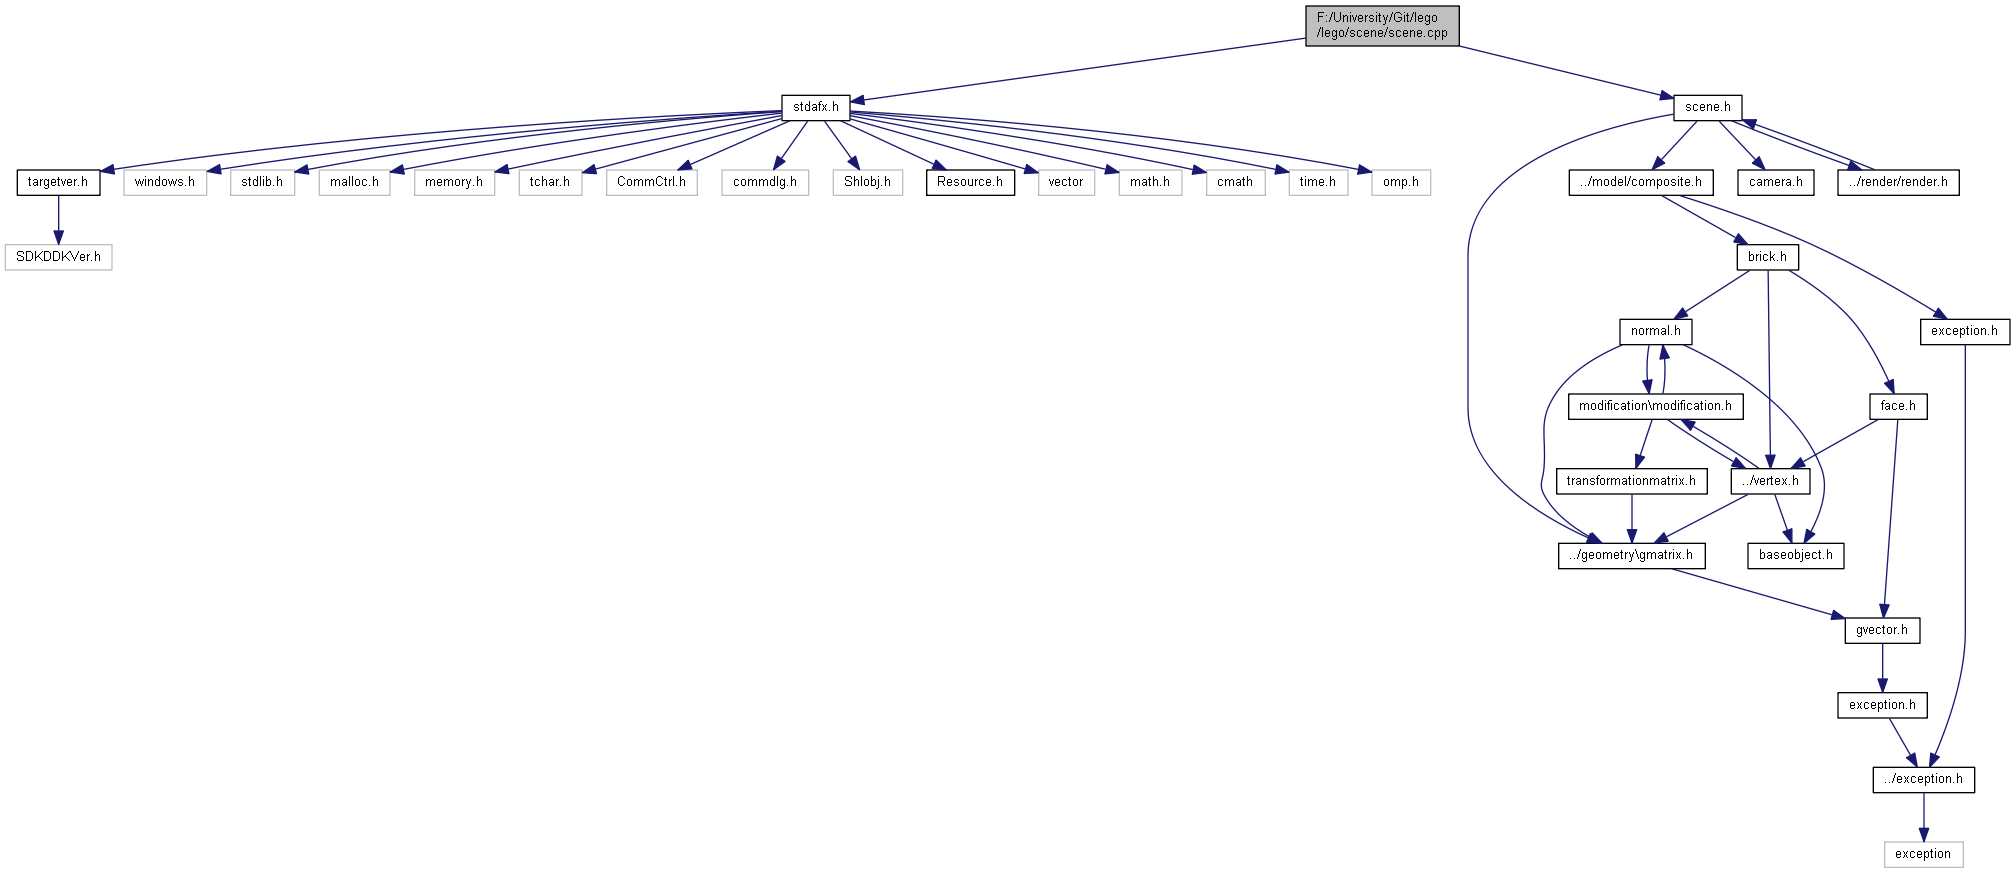 F:/University/Git/lego
/lego/scene/scene.cpp
stdafx.h
scene.h
targetver.h
windows.h
stdlib.h
malloc.h
memory.h
tchar.h
CommCtrl.h
commdlg.h
Shlobj.h
Resource.h
vector
math.h
cmath
time.h
omp.h
../model/composite.h
camera.h
../render/render.h
SDKDDKVer.h
brick.h
normal.h
exception.h
modification\modification.h
face.h
transformationmatrix.h
../vertex.h
../geometry\gmatrix.h
baseobject.h
gvector.h
exception.h
../exception.h
exception